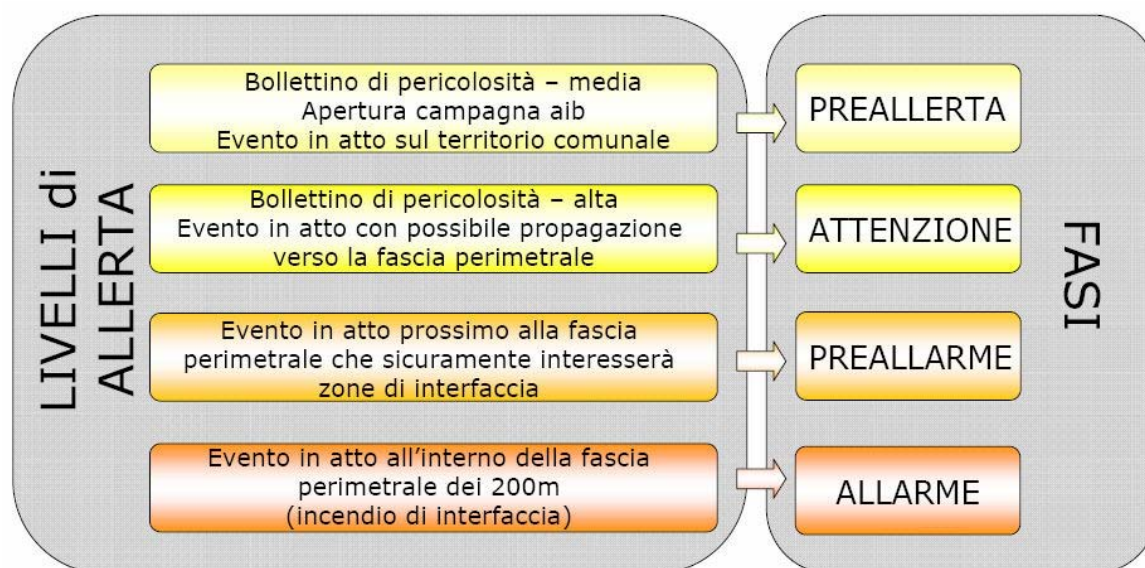 LIVELLI di
ALLERTA
Bollettino di pericolosità – media
Apertura campagna aib
Evento in atto sul territorio comunale
PREALLERTA
Bollettino di pericolosità – alta
Evento in atto con possibile propagazione
verso la fascia perimetrale
ATTENZIONE
Evento in atto prossimo alla fascia
perimetrale che sicuramente interesserà
zone di interfaccia
PREALLARME
Evento in atto all’interno della fascia
perimetrale dei 200m
(incendio di interfaccia)
ALLARME
FASI